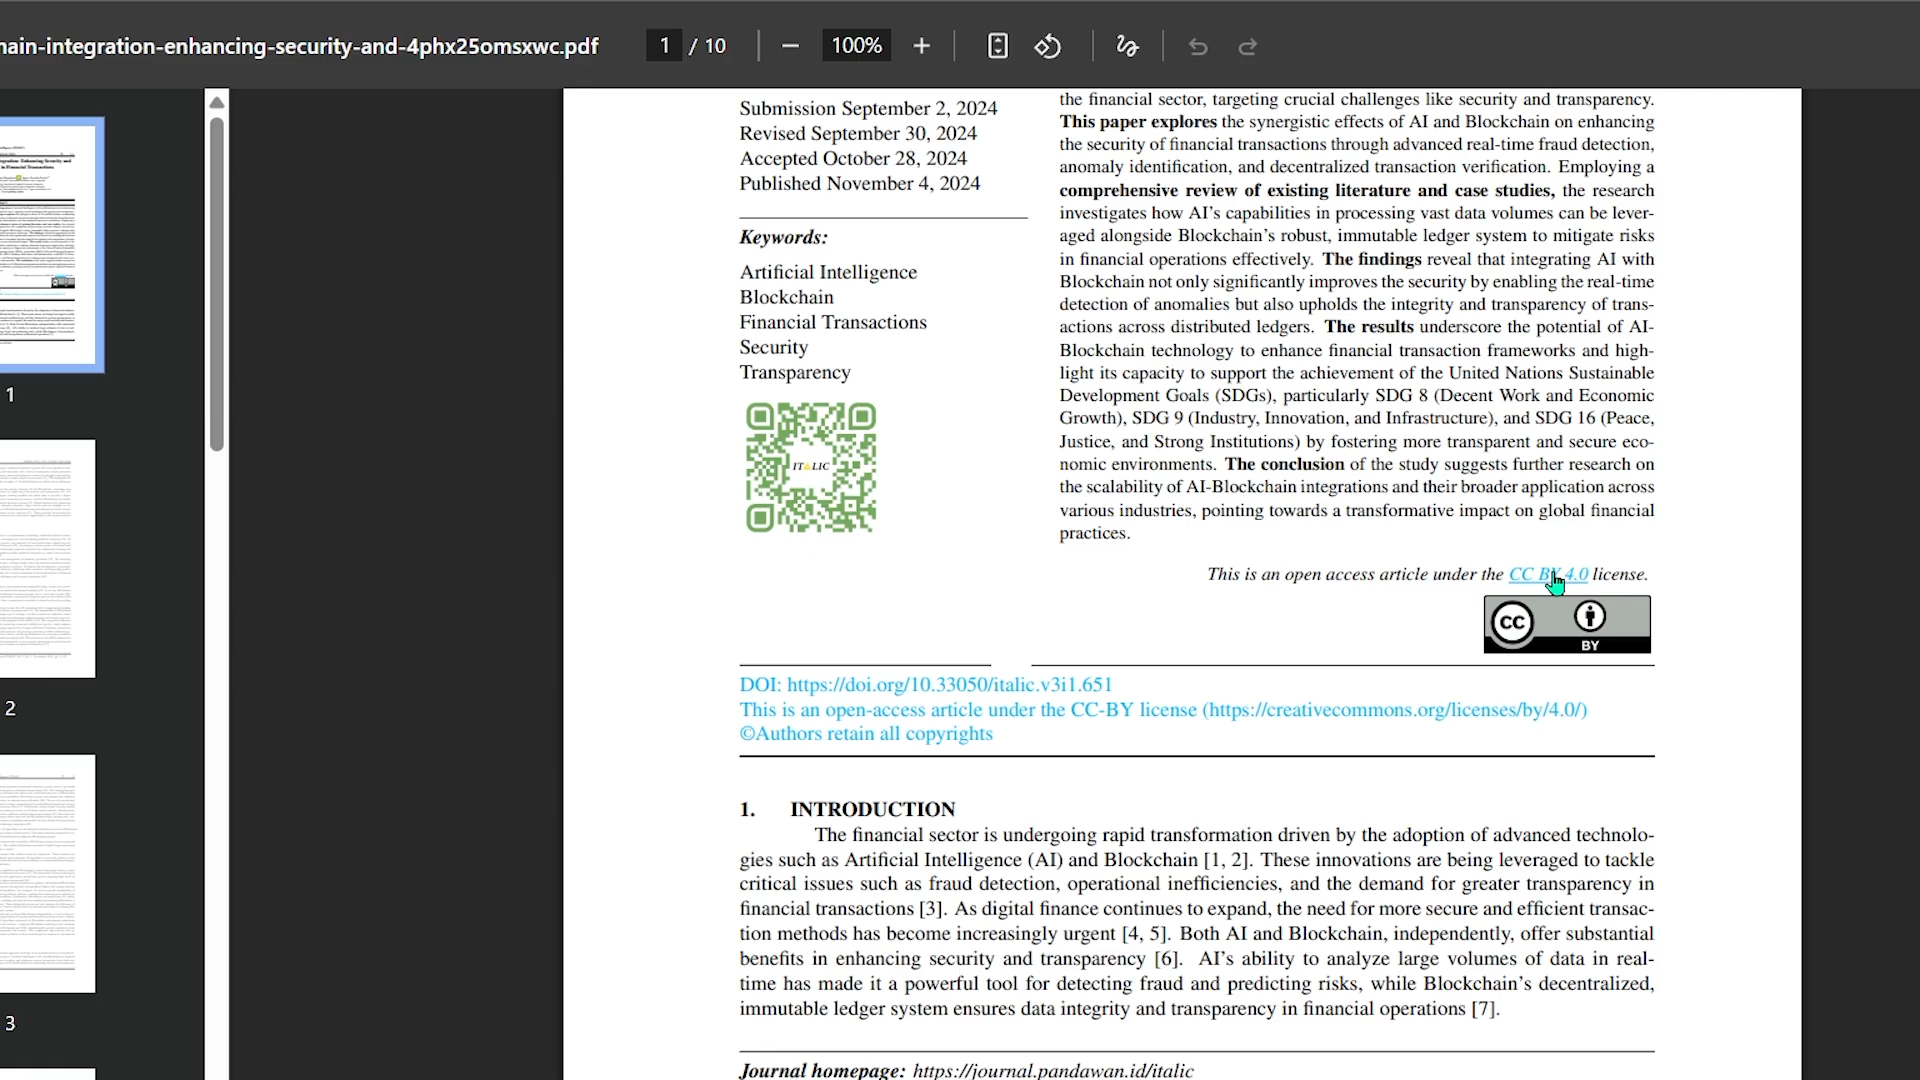 hain-integration-enhancing-security-and-4phx25omsxwc.pdf
1 / 10
100%
1
2
3
Submission September 2, 2024
Revised September 30, 2024
Accepted October 28, 2024
Published November 4, 2024
Keywords:
Artificial Intelligence
Blockchain
Financial Transactions
Security
Transparency
ITALIC
the financial sector, targeting crucial challenges like security and transparency.
This paper explores the synergistic effects of AI and Blockchain on enhancing
the security of financial transactions through advanced real-time fraud detection,
anomaly identification, and decentralized transaction verification. Employing a
comprehensive review of existing literature and case studies, the research
investigates how AI's capabilities in processing vast data volumes can be lever-
aged alongside Blockchain's robust, immutable ledger system to mitigate risks
in financial operations effectively. The findings reveal that integrating AI with
Blockchain not only significantly improves the security by enabling the real-time
detection of anomalies but also upholds the integrity and transparency of trans-
actions across distributed ledgers. The results underscore the potential of AI-
Blockchain technology to enhance financial transaction frameworks and high-
light its capacity to support the achievement of the United Nations Sustainable
Development Goals (SDGs), particularly SDG 8 (Decent Work and Economic
Growth), SDG 9 (Industry, Innovation, and Infrastructure), and SDG 16 (Peace,
Justice, and Strong Institutions) by fostering more transparent and secure eco-
nomic environments. The conclusion of the study suggests further research on
the scalability of AI-Blockchain integrations and their broader application across
various industries, pointing towards a transformative impact on global financial
practices.
This is an open access article under the CC BY 4.0 license.
CC
BY
DOI: https://doi.org/10.33050/italic.v3i1.651
This is an open-access article under the CC-BY license (https://creativecommons.org/licenses/by/4.0/)
©Authors retain all copyrights
1. INTRODUCTION
The financial sector is undergoing rapid transformation driven by the adoption of advanced technolo-
gies such as Artificial Intelligence (AI) and Blockchain [1, 2]. These innovations are being leveraged to tackle
critical issues such as fraud detection, operational inefficiencies, and the demand for greater transparency in
financial transactions [3]. As digital finance continues to expand, the need for more secure and efficient transac-
tion methods has become increasingly urgent [4, 5]. Both AI and Blockchain, independently, offer substantial
benefits in enhancing security and transparency [6]. AI's ability to analyze large volumes of data in real-
time has made it a powerful tool for detecting fraud and predicting risks, while Blockchain's decentralized,
immutable ledger system ensures data integrity and transparency in financial operations [7].
Journal homepage: https://journal.pandawan.id/italic